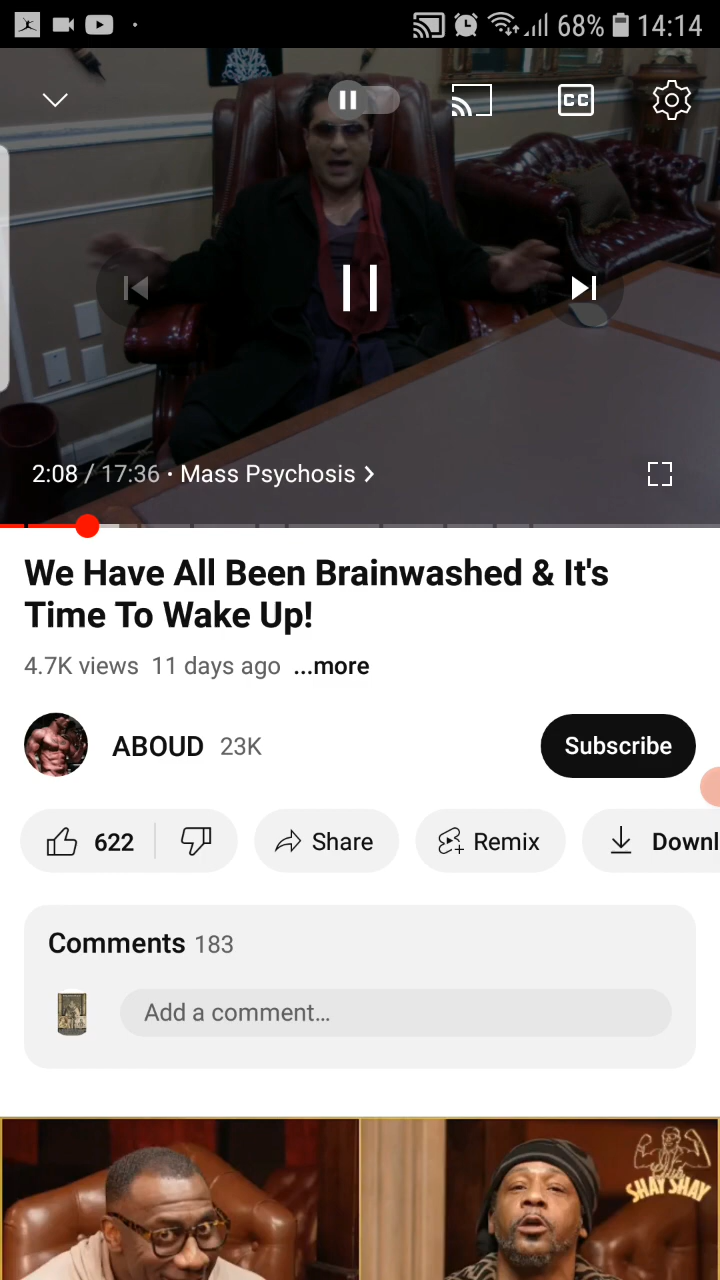 68% 14:14
CC
2:08 / 17:36 • Mass Psychosis >
We Have All Been Brainwashed & It's
Time To Wake Up!
4.7K views 11 days ago ...more
ABOUD 23K Subscribe
622 Share Remix Downl
Comments 183
Add a comment...
Club
SHAY SHAY